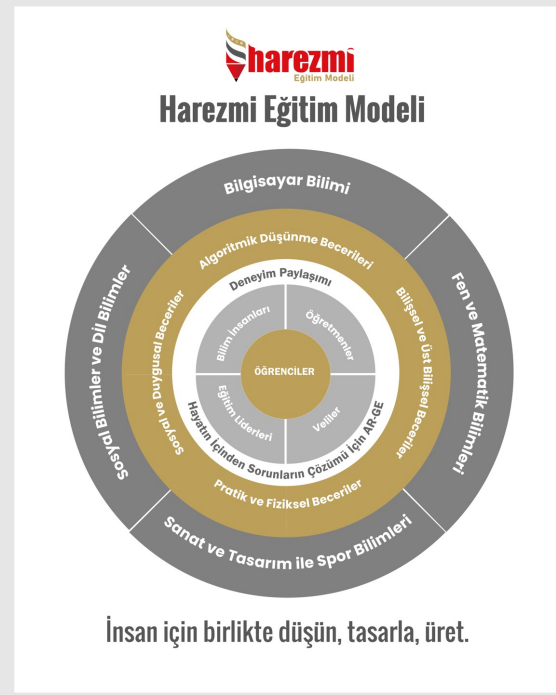 harezmi
Eğitim Modeli
Harezmi Eğitim Modeli
Bilgisayar Bilimi
Fen ve Matematik Bilimleri
Sanat ve Tasarım ile Spor Bilimleri
Sosyal Bilimler ve Dil Bilimler
Algoritmik Düşünme Becerileri
Bilişsel ve Üst Bilişsel Beceriler
Pratik ve Fiziksel Beceriler
Sosyal ve Duygusal Beceriler
Deneyim Paylaşımı
Hayatın İçinden Sorunların Çözümü İçin AR-GE
Bilim İnsanları
Öğretmenler
Veliler
Eğitim Liderleri
ÖĞRENCİLER
İnsan için birlikte düşün, tasarla, üret.